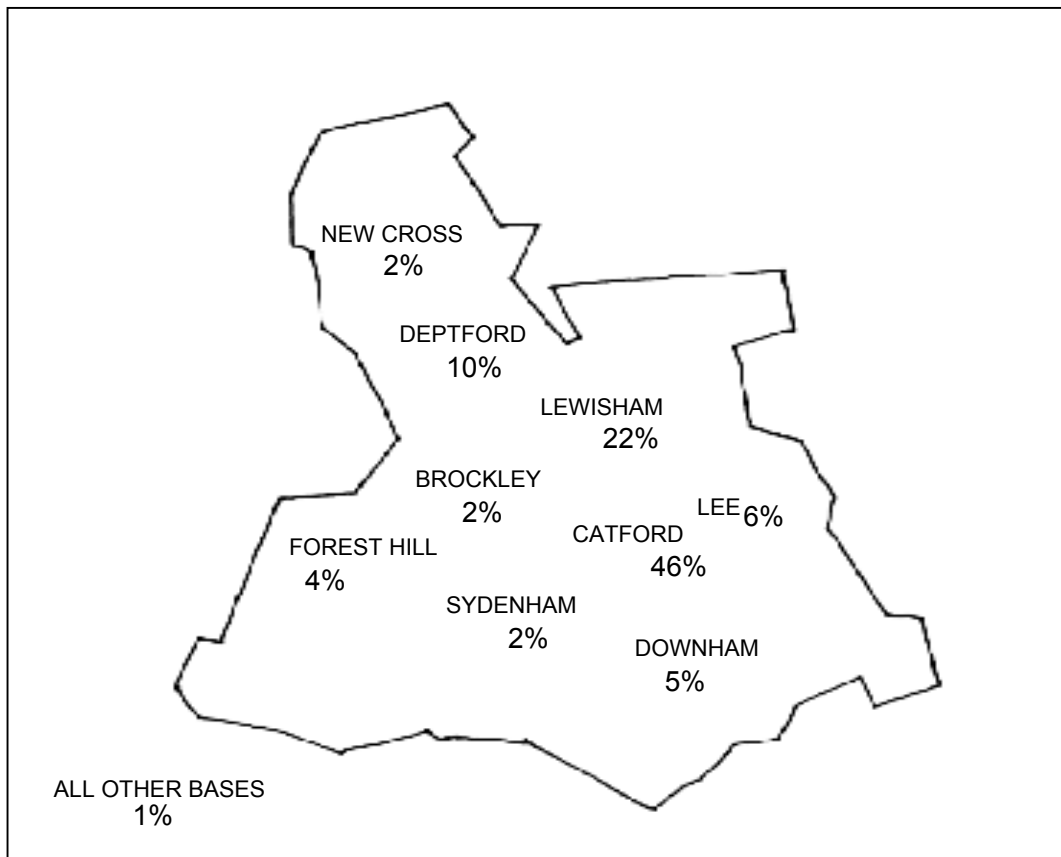 NEW CROSS
2%
DEPTFORD
10%
LEWISHAM
22%
BROCKLEY
2%
LEE 6%
CATFORD
46%
FOREST HILL
4%
SYDENHAM
2%
DOWNHAM
5%
ALL OTHER BASES
1%